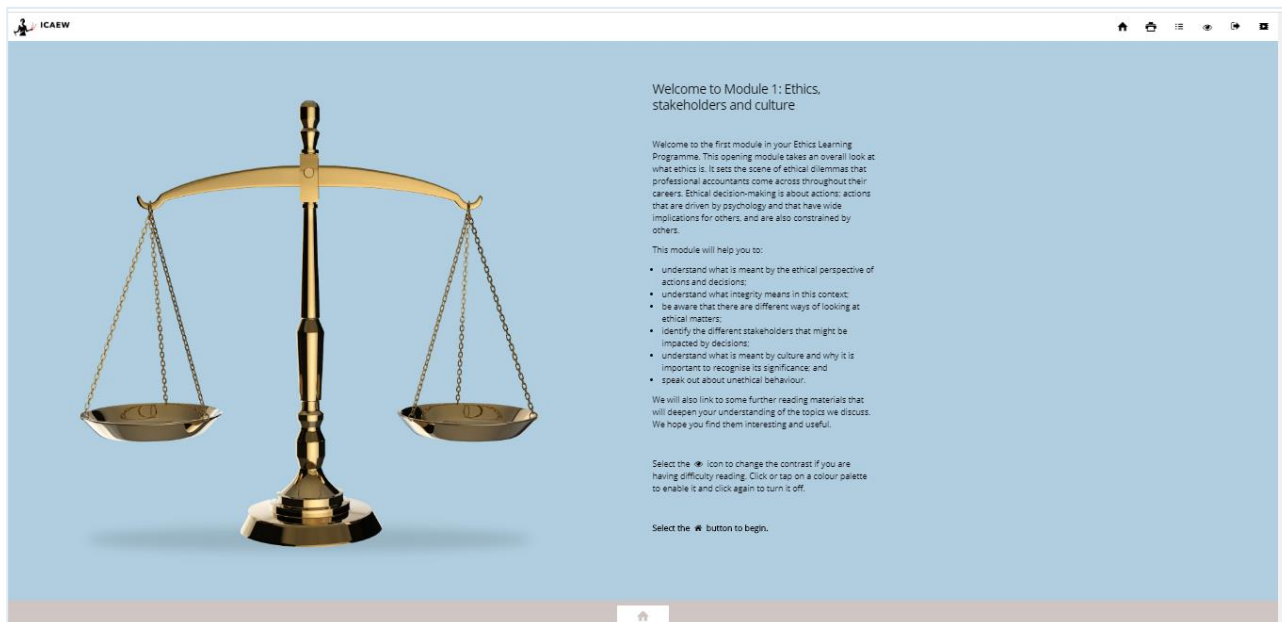 ICAEW
Welcome to Module 1: Ethics,
stakeholders and culture
Welcome to the first module in your Ethics Learning
Programme. This opening module takes an overall look at
what ethics is. It sets the scene of ethical dilemmas that
professional accountants come across throughout their
careers. Ethical decision-making is about actions; actions
that are driven by psychology and that have wide
implications for others, and are also constrained by
others.
This module will help you to:
• understand what is meant by the ethical perspective of
actions and decisions;
• understand what integrity means in this context;
• be aware that there are different ways of looking at
ethical matters;
• identify the different stakeholders that might be
impacted by decisions;
• understand what is meant by culture and why it is
important to recognise its significance; and
• speak out about unethical behaviour.
We will also link to some further reading materials that
will deepen your understanding of the topics we discuss.
We hope you find them interesting and useful.
Select the icon to change the contrast if you are
having difficulty reading. Click or tap on a colour palette
to enable it and click again to turn it off.
Select the button to begin.